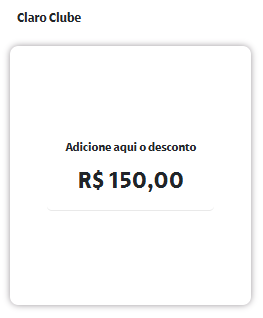 Claro Clube
Adicione aqui o desconto
R$ 150,00